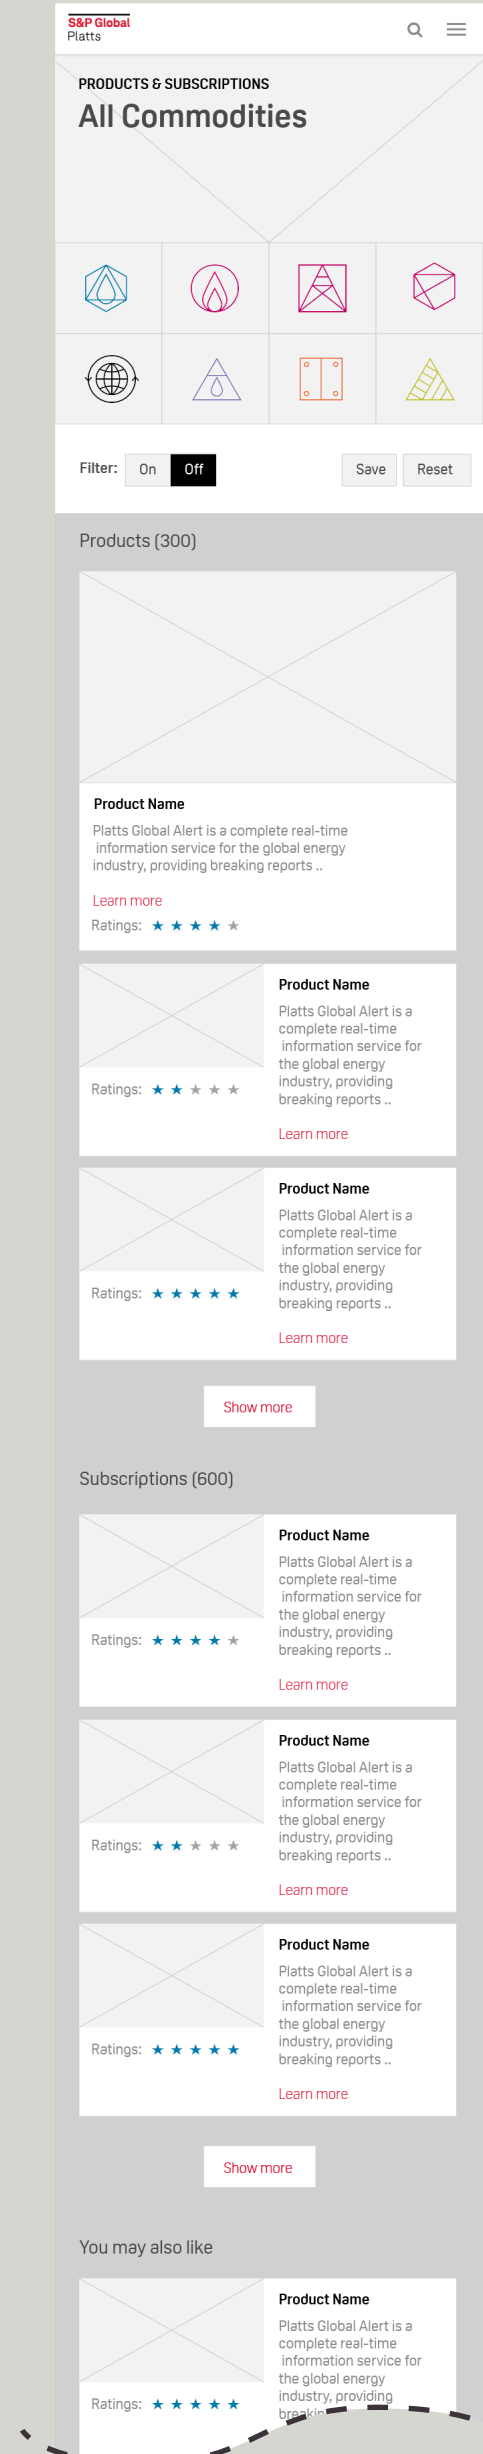 S&P Global
Platts
PRODUCTS & SUBSCRIPTIONS
All Commodities
Filter: On Off Save Reset
Products (300)
Product Name
Platts Global Alert is a complete real-time
information service for the global energy
industry, providing breaking reports ..
Learn more
Ratings:
Product Name
Platts Global Alert is a
complete real-time
information service for
the global energy
industry, providing
breaking reports ..
Learn more
Ratings:
Product Name
Platts Global Alert is a
complete real-time
information service for
the global energy
industry, providing
breaking reports ..
Learn more
Ratings:
Show more
Subscriptions (600)
Product Name
Platts Global Alert is a
complete real-time
information service for
the global energy
industry, providing
breaking reports ..
Learn more
Ratings:
Product Name
Platts Global Alert is a
complete real-time
information service for
the global energy
industry, providing
breaking reports ..
Learn more
Ratings:
Product Name
Platts Global Alert is a
complete real-time
information service for
the global energy
industry, providing
breaking reports ..
Learn more
Ratings:
Show more
You may also like
Product Name
Platts Global Alert is a
complete real-time
information service for
the global energy
industry, providing
Ratings: